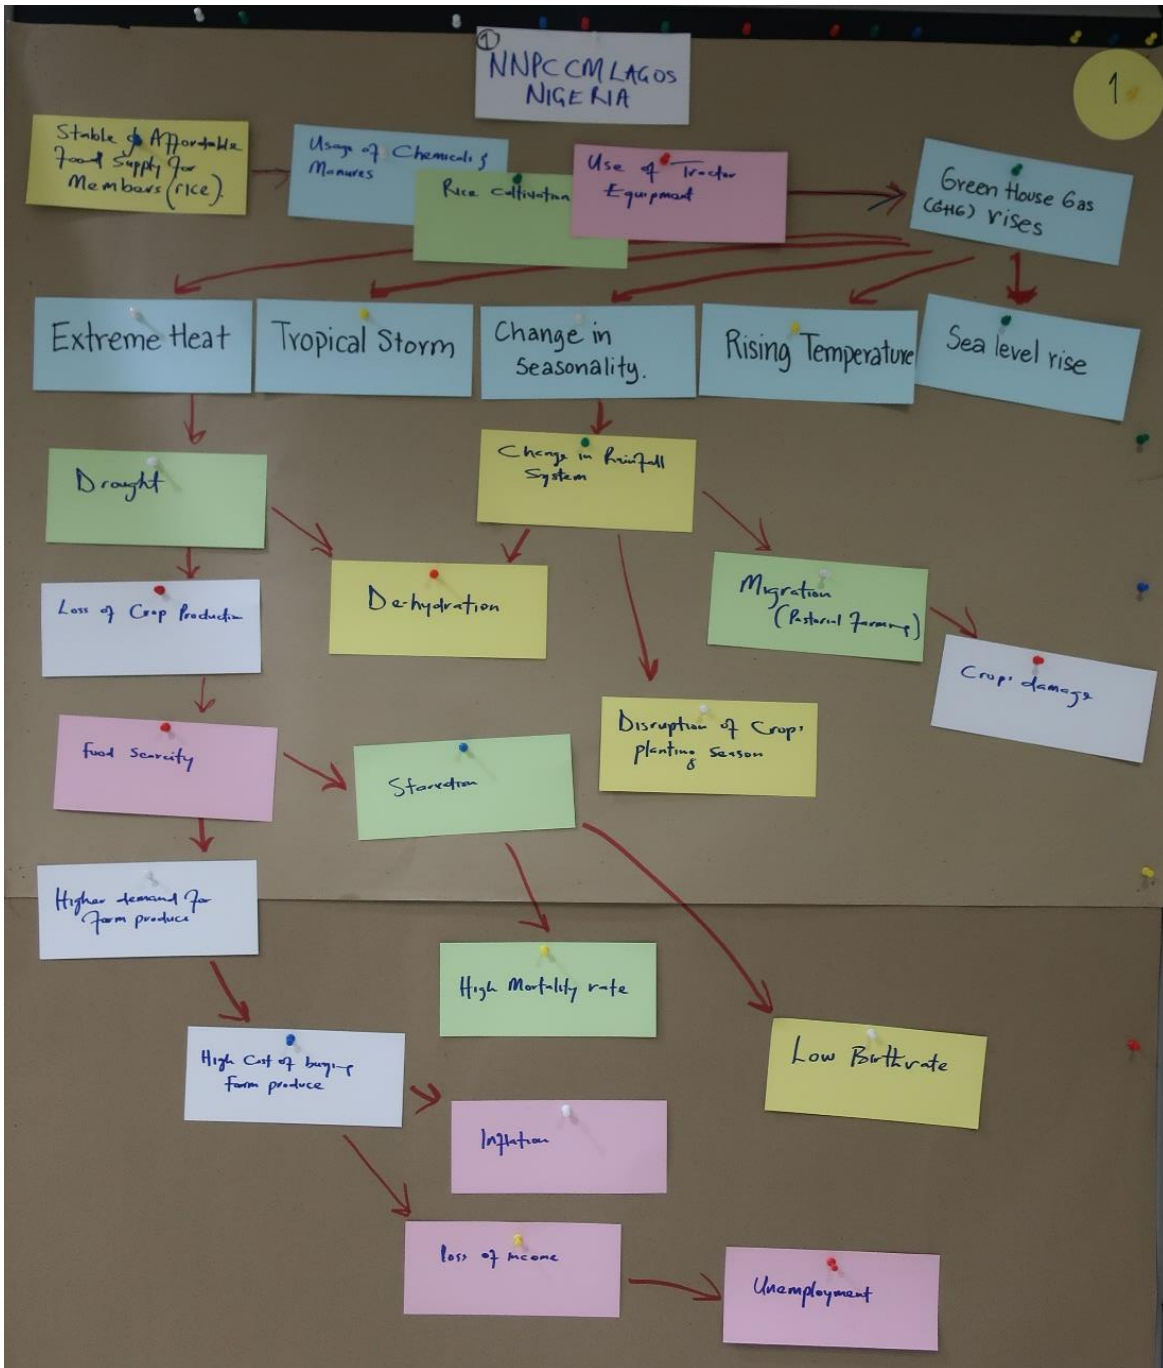 ①
NNPC CM LAGOS
NIGERIA
1
Stable & Affordable
Food Supply for
Members (rice).
Usage of Chemicals &
Manures
Rice Cultivation
Use of Tractor
Equipment
Green House Gas
(GHG) rises
Extreme Heat
Tropical Storm
Change in
Seasonality.
Rising Temperature
Sea level rise
Drought
Change in Rainfall
System
Loss of Crop Production
De-hydration
Migration
(Pastorial Farming)
Crop' damage
Food Scarcity
Starvation
Disruption of Crop'
planting Season
Higher demand for
farm produce
High Mortality rate
High Cost of buying
farm produce
Low Birthrate
Inflation
loss of income
Unemployment